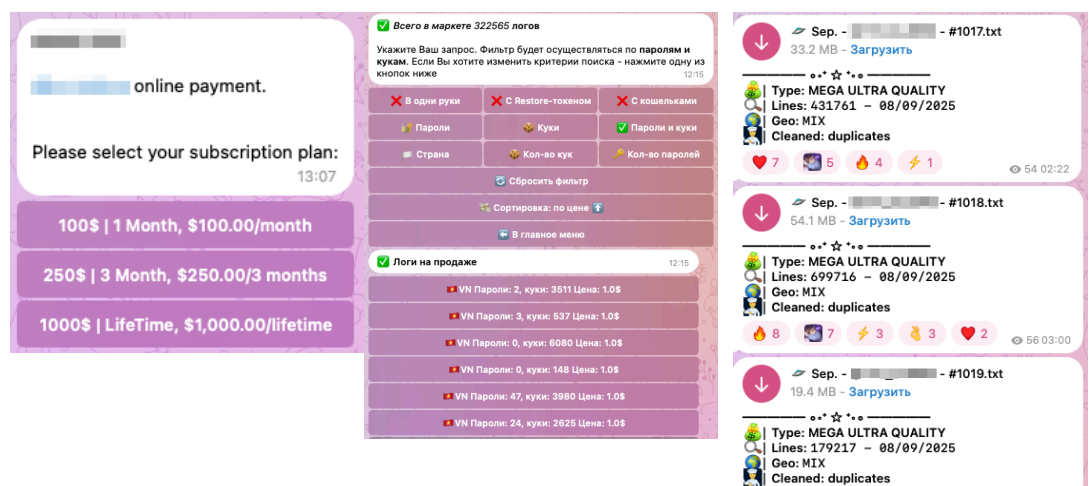 online payment.
Please select your subscription plan:
13:07
100$ | 1 Month, $100.00/month
250$ | 3 Month, $250.00/3 months
1000$ | LifeTime, $1,000.00/lifetime
Всего в маркете 322565 логов
Укажите Ваш запрос. Фильтр будет осуществляться по паролям и
кукам. Если Вы хотите изменить критерии поиска - нажмите одну из
кнопок ниже
12:15
В одни руки
С Restore-токеном
С кошельками
Пароли
Куки
Пароли и куки
Страна
Кол-во кук
Кол-во паролей
Сбросить фильтр
Сортировка: по цене
В главное меню
Логи на продаже
12:15
VN Пароли: 2, куки: 3511 Цена: 1.0$
VN Пароли: 3, куки: 537 Цена: 1.0$
VN Пароли: 0, куки: 6080 Цена: 1.0$
VN Пароли: 0, куки: 148 Цена: 1.0$
VN Пароли: 47, куки: 3980 Цена: 1.0$
VN Пароли: 24, куки: 2625 Цена: 1.0$
Sep. - - #1017.txt
33.2 MB - Загрузить
| Type: MEGA ULTRA QUALITY
| Lines: 431761 – 08/09/2025
| Geo: MIX
| Cleaned: duplicates
7 5 4 1
54 02:22
Sep. - - #1018.txt
54.1 MB - Загрузить
| Type: MEGA ULTRA QUALITY
| Lines: 699716 – 08/09/2025
| Geo: MIX
| Cleaned: duplicates
8 7 3 3 2
56 03:00
Sep. - - #1019.txt
19.4 MB - Загрузить
| Type: MEGA ULTRA QUALITY
| Lines: 179217 – 08/09/2025
| Geo: MIX
| Cleaned: duplicates